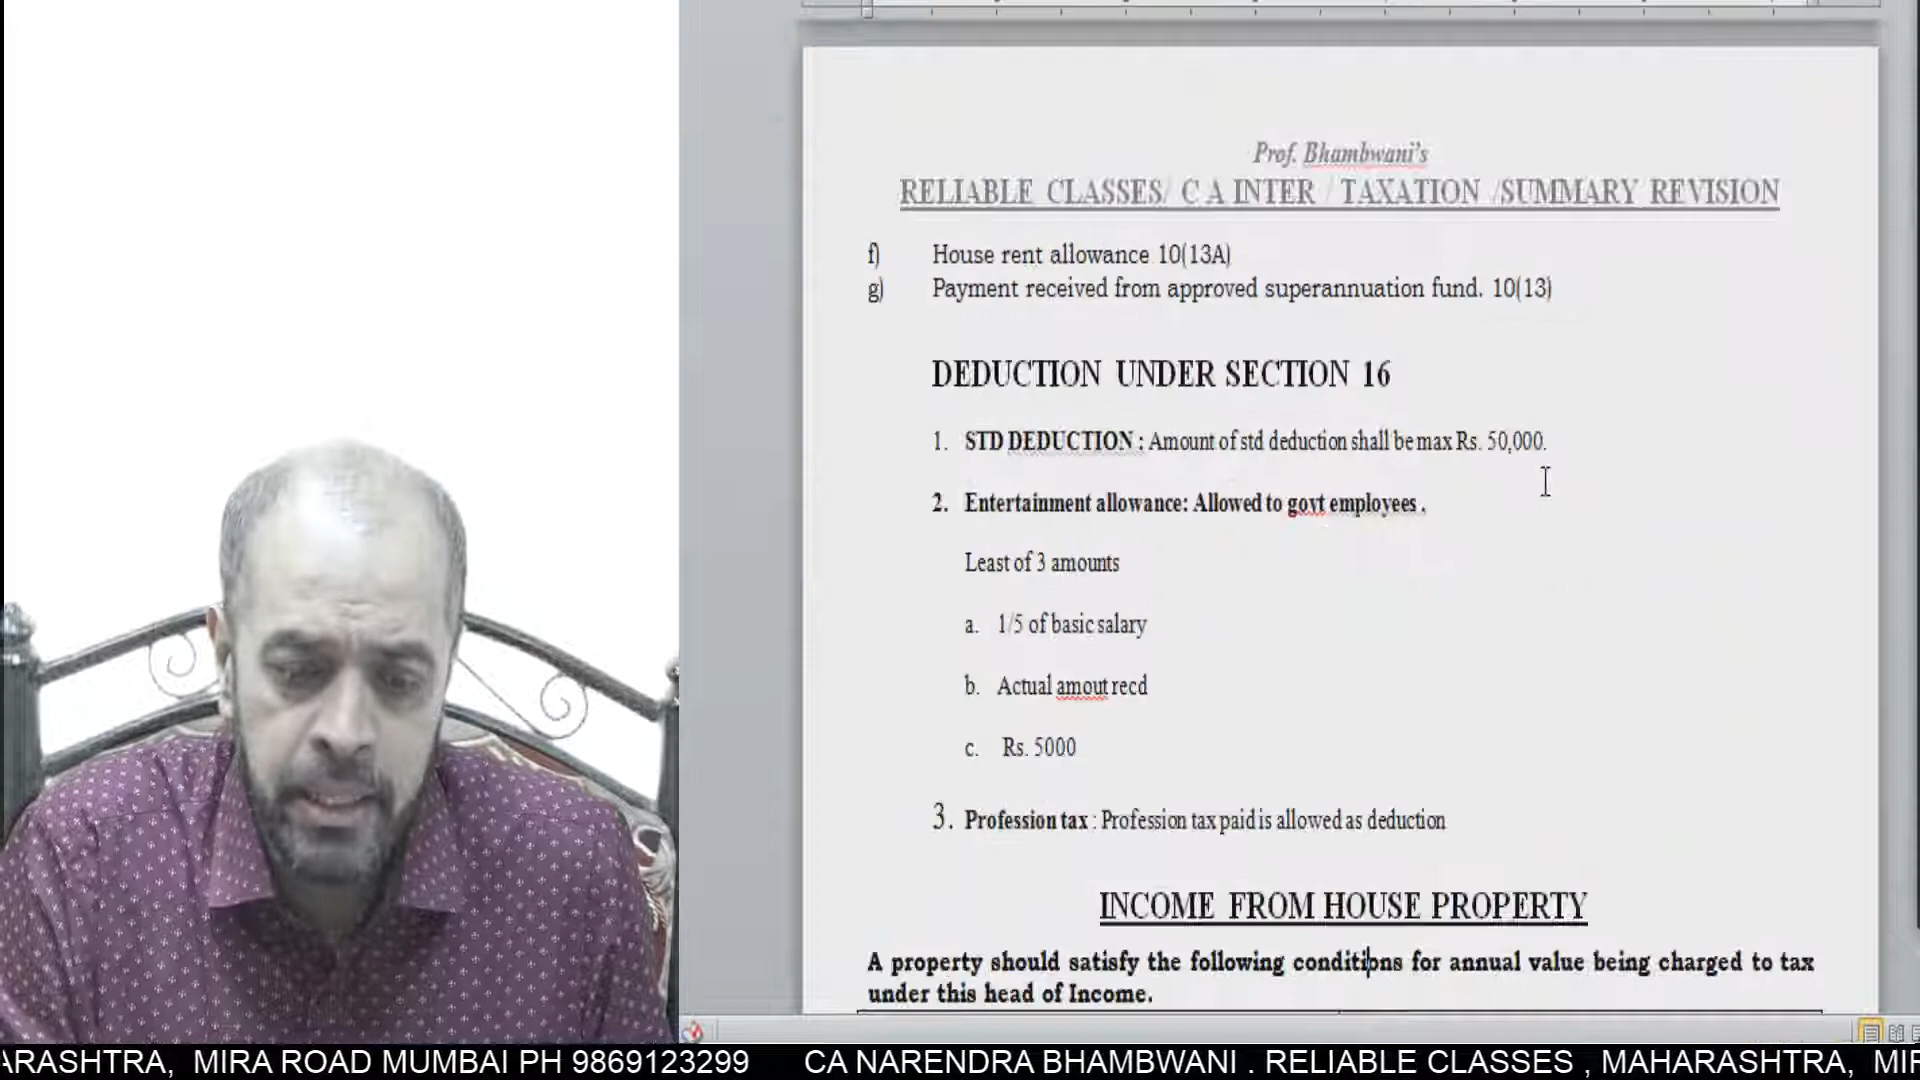 Prof. Bhambwani's
RELIABLE CLASSES/ C A INTER / TAXATION /SUMMARY REVISION
f) House rent allowance 10(13A)
g) Payment received from approved superannuation fund. 10(13)
DEDUCTION UNDER SECTION 16
1. STD DEDUCTION : Amount of std deduction shall be max Rs. 50,000.
2. Entertainment allowance: Allowed to govt employees .
Least of 3 amounts
a. 1/5 of basic salary
b. Actual amout recd
c. Rs. 5000
3. Profession tax : Profession tax paid is allowed as deduction
INCOME FROM HOUSE PROPERTY
A property should satisfy the following conditions for annual value being charged to tax
under this head of Income.
ARASHTRA, MIRA ROAD MUMBAI PH 9869123299 CA NARENDRA BHAMBWANI . RELIABLE CLASSES , MAHARASHTRA, MIR